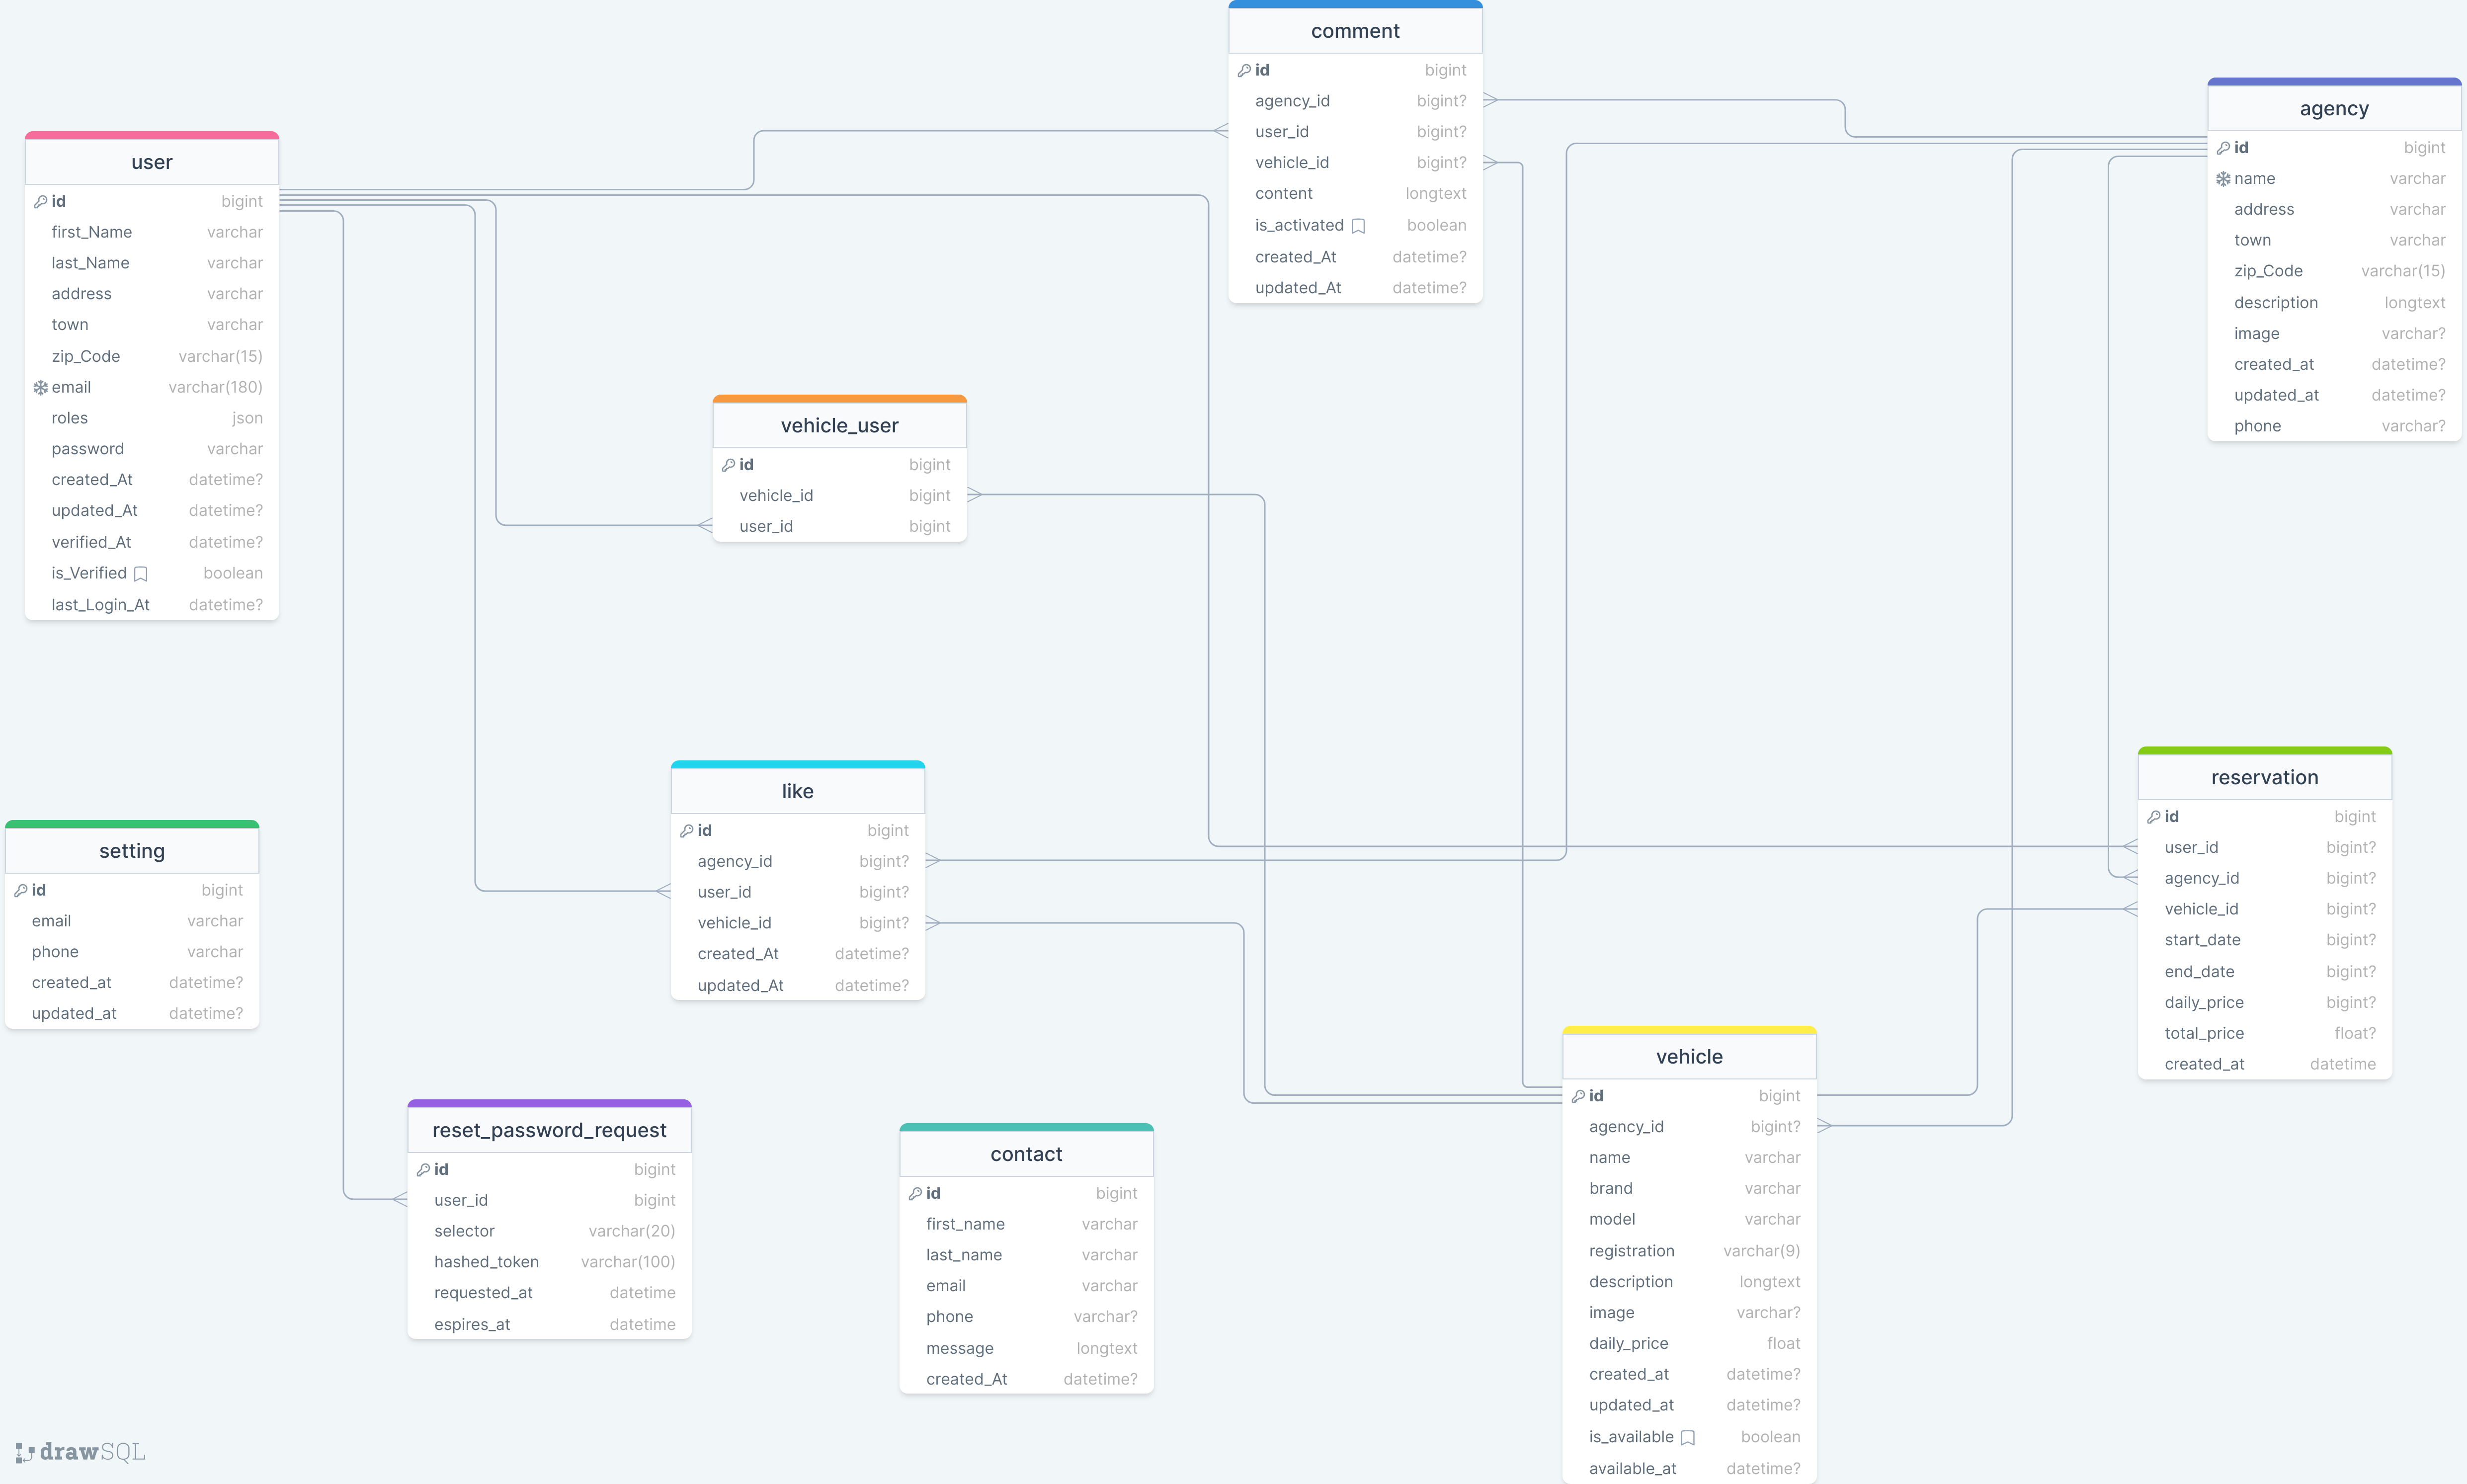 comment
id bigint
agency_id bigint?
user_id bigint?
vehicle_id bigint?
content longtext
is_activated boolean
created_At datetime?
updated_At datetime?
agency
id bigint
name varchar
address varchar
town varchar
zip_Code varchar(15)
description longtext
image varchar?
created_at datetime?
updated_at datetime?
phone varchar?
user
id bigint
first_Name varchar
last_Name varchar
address varchar
town varchar
zip_Code varchar(15)
email varchar(180)
roles json
password varchar
created_At datetime?
updated_At datetime?
verified_At datetime?
is_Verified boolean
last_Login_At datetime?
vehicle_user
id bigint
vehicle_id bigint
user_id bigint
like
id bigint
agency_id bigint?
user_id bigint?
vehicle_id bigint?
created_At datetime?
updated_At datetime?
reservation
id bigint
user_id bigint?
agency_id bigint?
vehicle_id bigint?
start_date bigint?
end_date bigint?
daily_price bigint?
total_price float?
created_at datetime
setting
id bigint
email varchar
phone varchar
created_at datetime?
updated_at datetime?
reset_password_request
id bigint
user_id bigint
selector varchar(20)
hashed_token varchar(100)
requested_at datetime
espires_at datetime
contact
id bigint
first_name varchar
last_name varchar
email varchar
phone varchar?
message longtext
created_At datetime?
vehicle
id bigint
agency_id bigint?
name varchar
brand varchar
model varchar
registration varchar(9)
description longtext
image varchar?
daily_price float
created_at datetime?
updated_at datetime?
is_available boolean
available_at datetime?
drawSQL